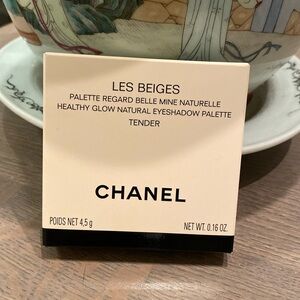 LES BEIGES
PALETTE REGARD BELLE MINE NATURELLE
HEALTHY GLOW NATURAL EYESHADOW PALETTE
TENDER
CHANEL
POIDS NET 4,5 g NET WT. 0.16 OZ.